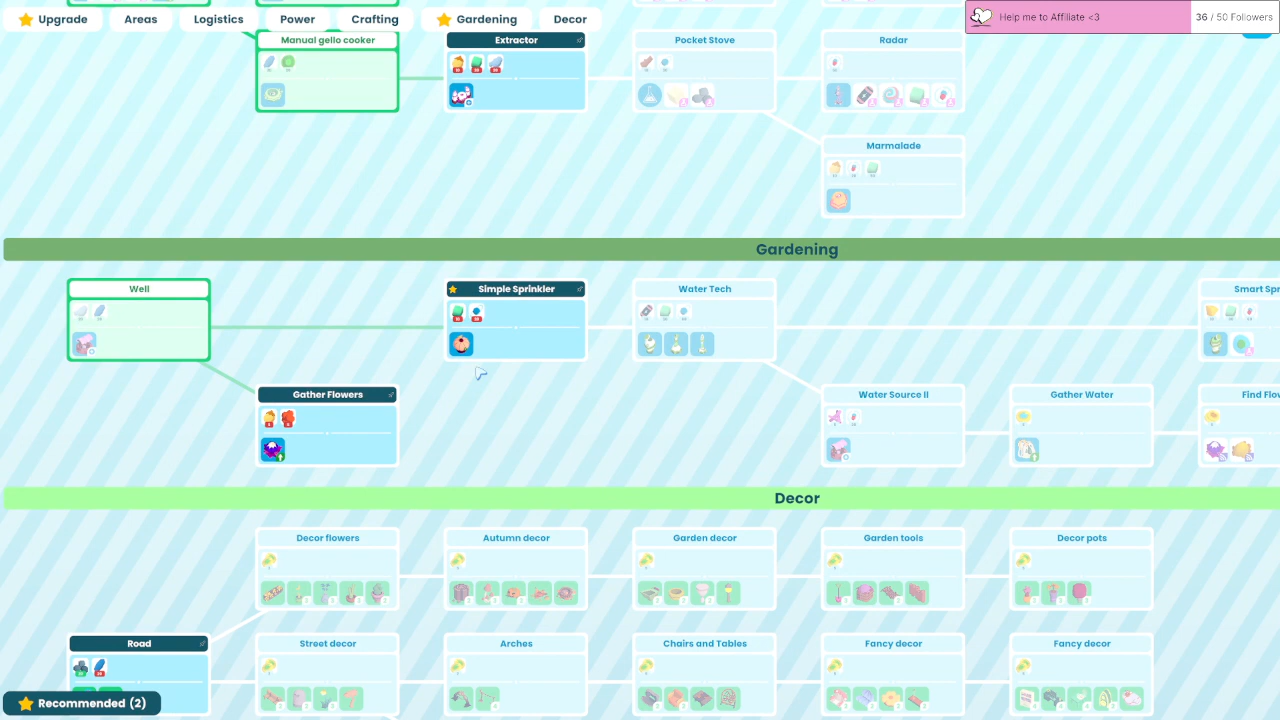 Upgrade
Areas
Logistics
Power
Crafting
Gardening
Decor
Help me to Affiliate <3
36 / 50 Followers
Manual gello cooker
Extractor
Pocket Stove
Radar
Marmalade
Gardening
Well
Simple Sprinkler
Water Tech
Smart Spr
Gather Flowers
Water Source II
Gather Water
Find Flow
Decor
Decor flowers
Autumn decor
Garden decor
Garden tools
Decor pots
Road
Street decor
Arches
Chairs and Tables
Fancy decor
Fancy decor
Recommended (2)